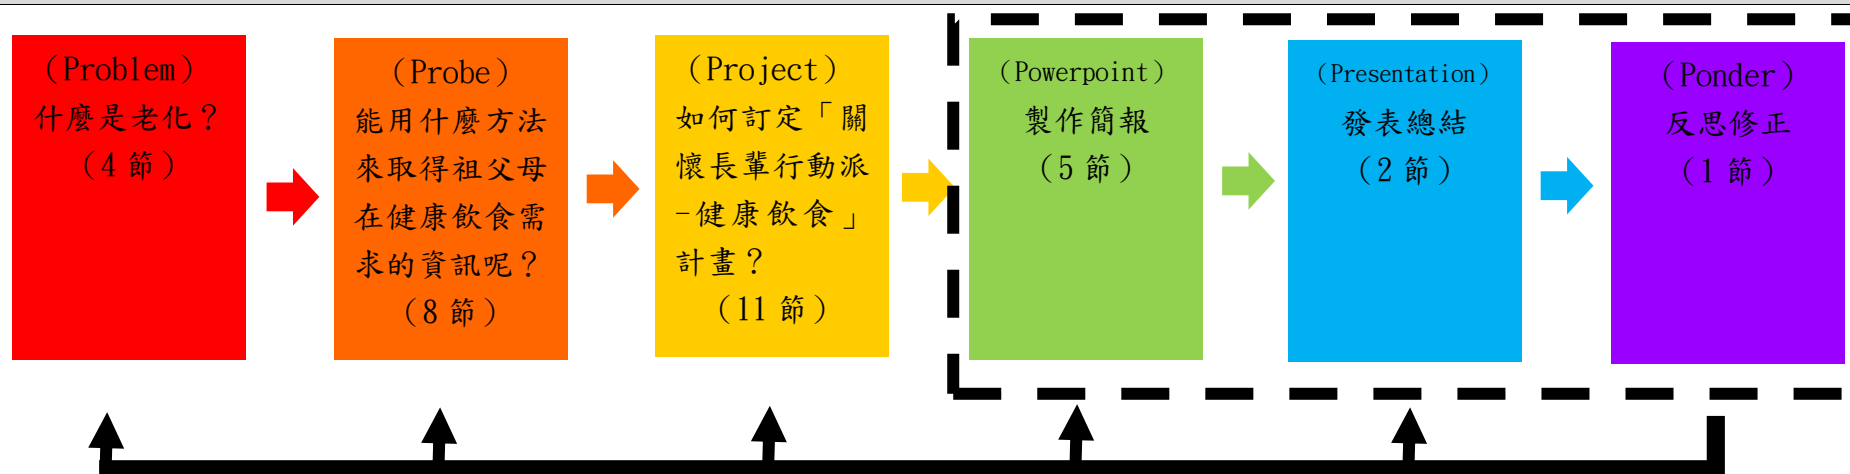 （Problem）
什麼是老化？
（4 節）
（Probe）
能用什麼方法
來取得祖父母
在健康飲食需
求的資訊呢？
（8 節）
（Project）
如何訂定「關
懷長輩行動派
-健康飲食」
計畫？
（11 節）
（Powerpoint）
製作簡報
（5 節）
（Presentation）
發表總結
（2 節）
（Ponder）
反思修正
（1 節）